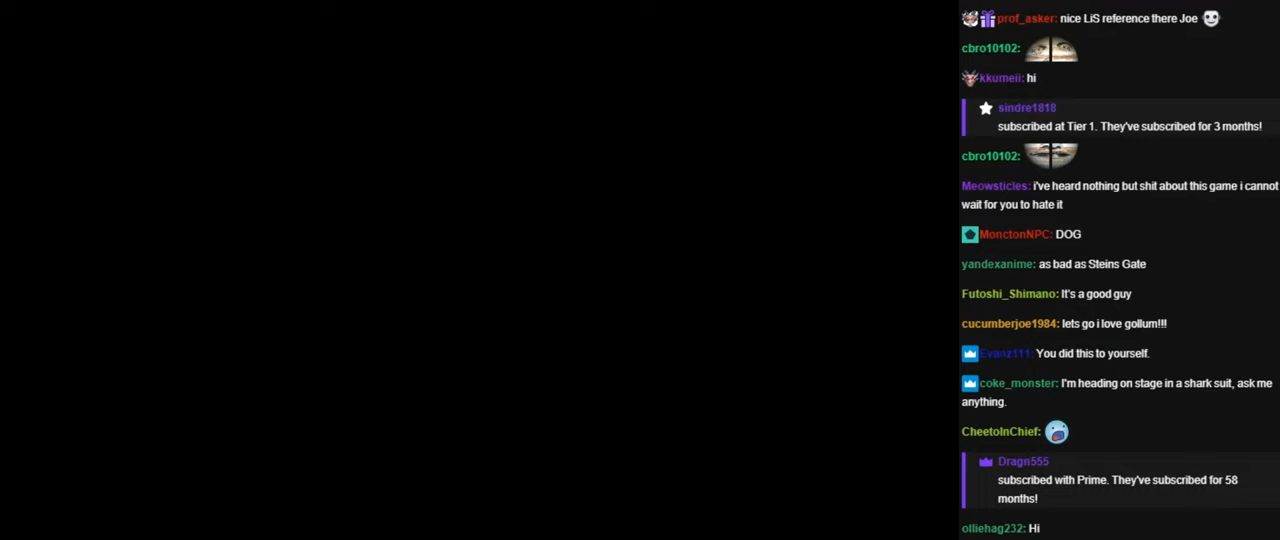 prof_asker: nice LiS reference there Joe
cbro10102:
kkumeii: hi
sindre1818
subscribed at Tier 1. They've subscribed for 3 months!
cbro10102:
Meowsticles: i've heard nothing but shit about this game i cannot
wait for you to hate it
MonctonNPC: DOG
yandexanime: as bad as Steins Gate
Futoshi_Shimano: It's a good guy
cucumberjoe1984: lets go i love gollum!!!
Evanz111: You did this to yourself.
coke_monster: I'm heading on stage in a shark suit, ask me
anything.
CheetoInChief:
Dragn555
subscribed with Prime. They've subscribed for 58
months!
olliehag232: Hi